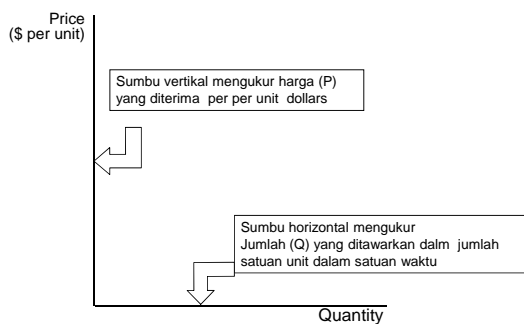 Price
($ per unit)
Sumbu vertikal mengukur harga (P)
yang diterima  per per unit  dollars
Sumbu horizontal mengukur
Jumlah (Q) yang ditawarkan dalm  jumlah
satuan unit dalam satuan waktu
Quantity